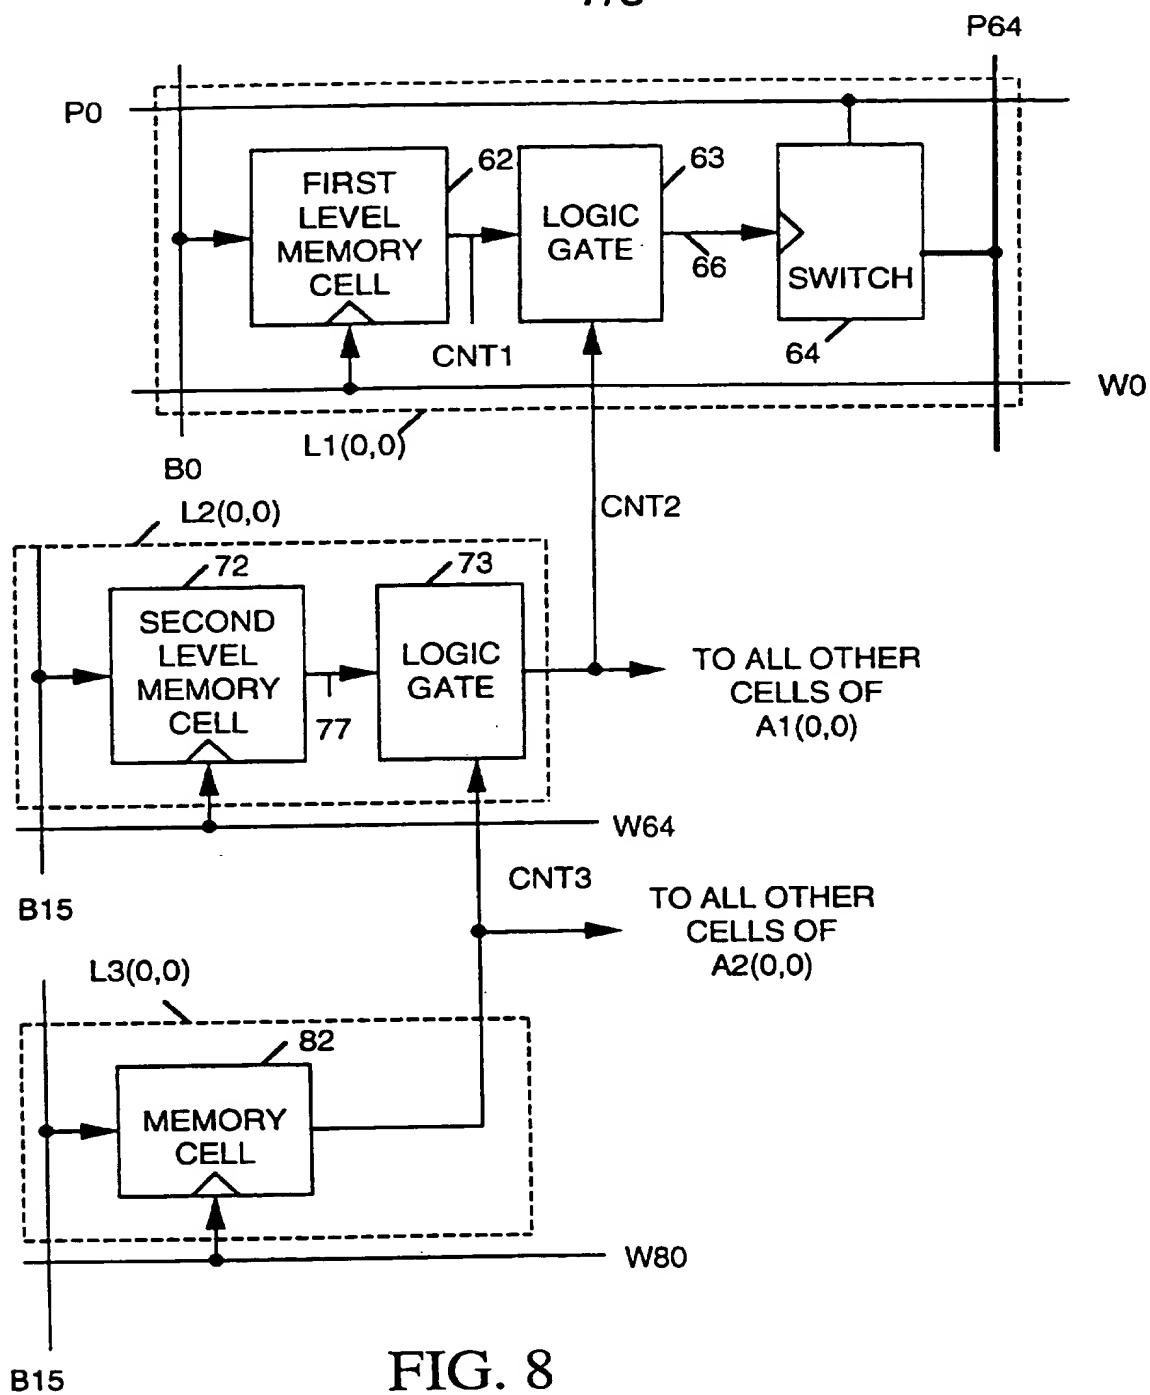 P64
P0
FIRST
LEVEL
MEMORY
CELL
62
LOGIC
GATE
63
66
SWITCH
64
CNT1
W0
L1(0,0)
B0
CNT2
L2(0,0)
72
SECOND
LEVEL
MEMORY
CELL
77
73
LOGIC
GATE
TO ALL OTHER
CELLS OF
A1(0,0)
W64
B15
CNT3
TO ALL OTHER
CELLS OF
A2(0,0)
L3(0,0)
82
MEMORY
CELL
W80
B15
FIG. 8